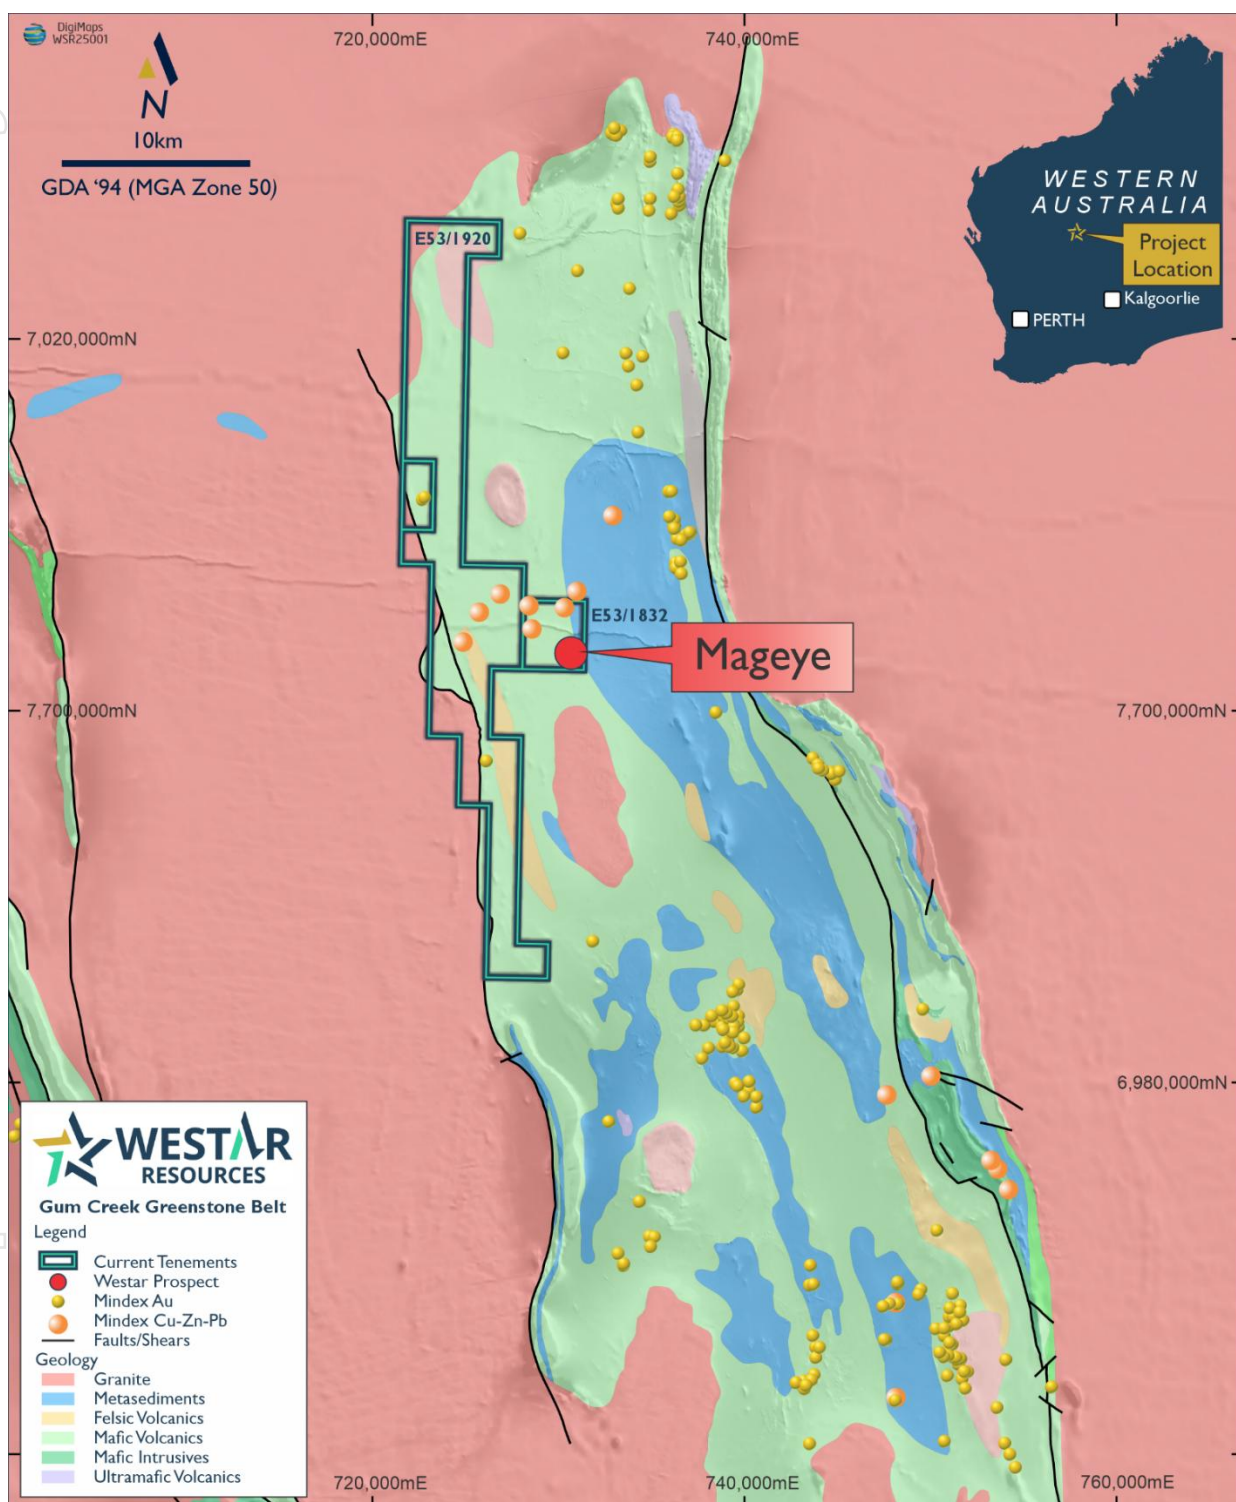 DigiMaps
WSR25001
720,000mE
740,000mE
N
10km
GDA '94 (MGA Zone 50)
WESTERN
AUSTRALIA
Project
Location
Kalgoorlie
PERTH
E53/1920
7,020,000mN
E53/1832
Mageye
7,700,000mN
7,700,000mN
6,980,000mN
WESTAR
RESOURCES
Gum Creek Greenstone Belt
Legend
Current Tenements
Westar Prospect
Mindex Au
Mindex Cu-Zn-Pb
Faults/Shears
Geology
Granite
Metasediments
Felsic Volcanics
Mafic Volcanics
Mafic Intrusives
Ultramafic Volcanics
720,000mE
740,000mE
760,000mE